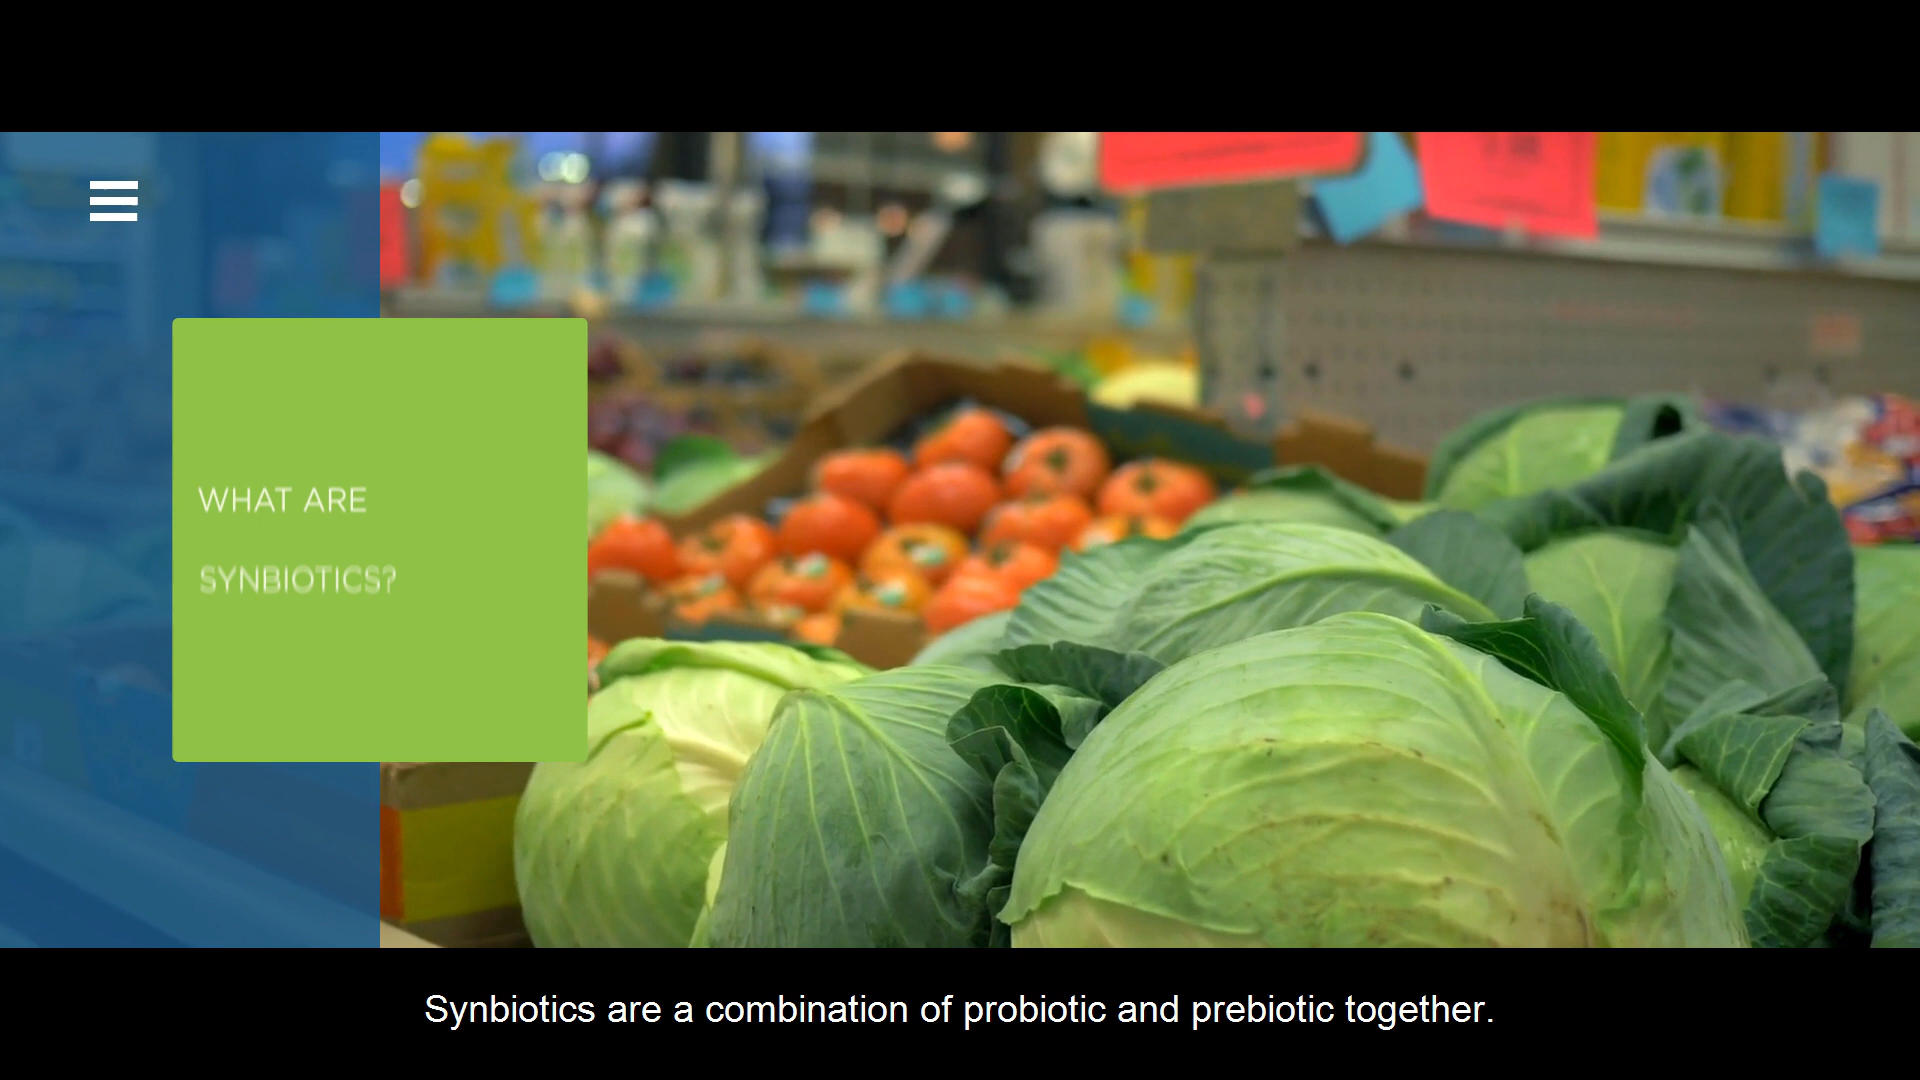 WHAT ARE
SYNBIOTICS?
Synbiotics are a combination of probiotic and prebiotic together.